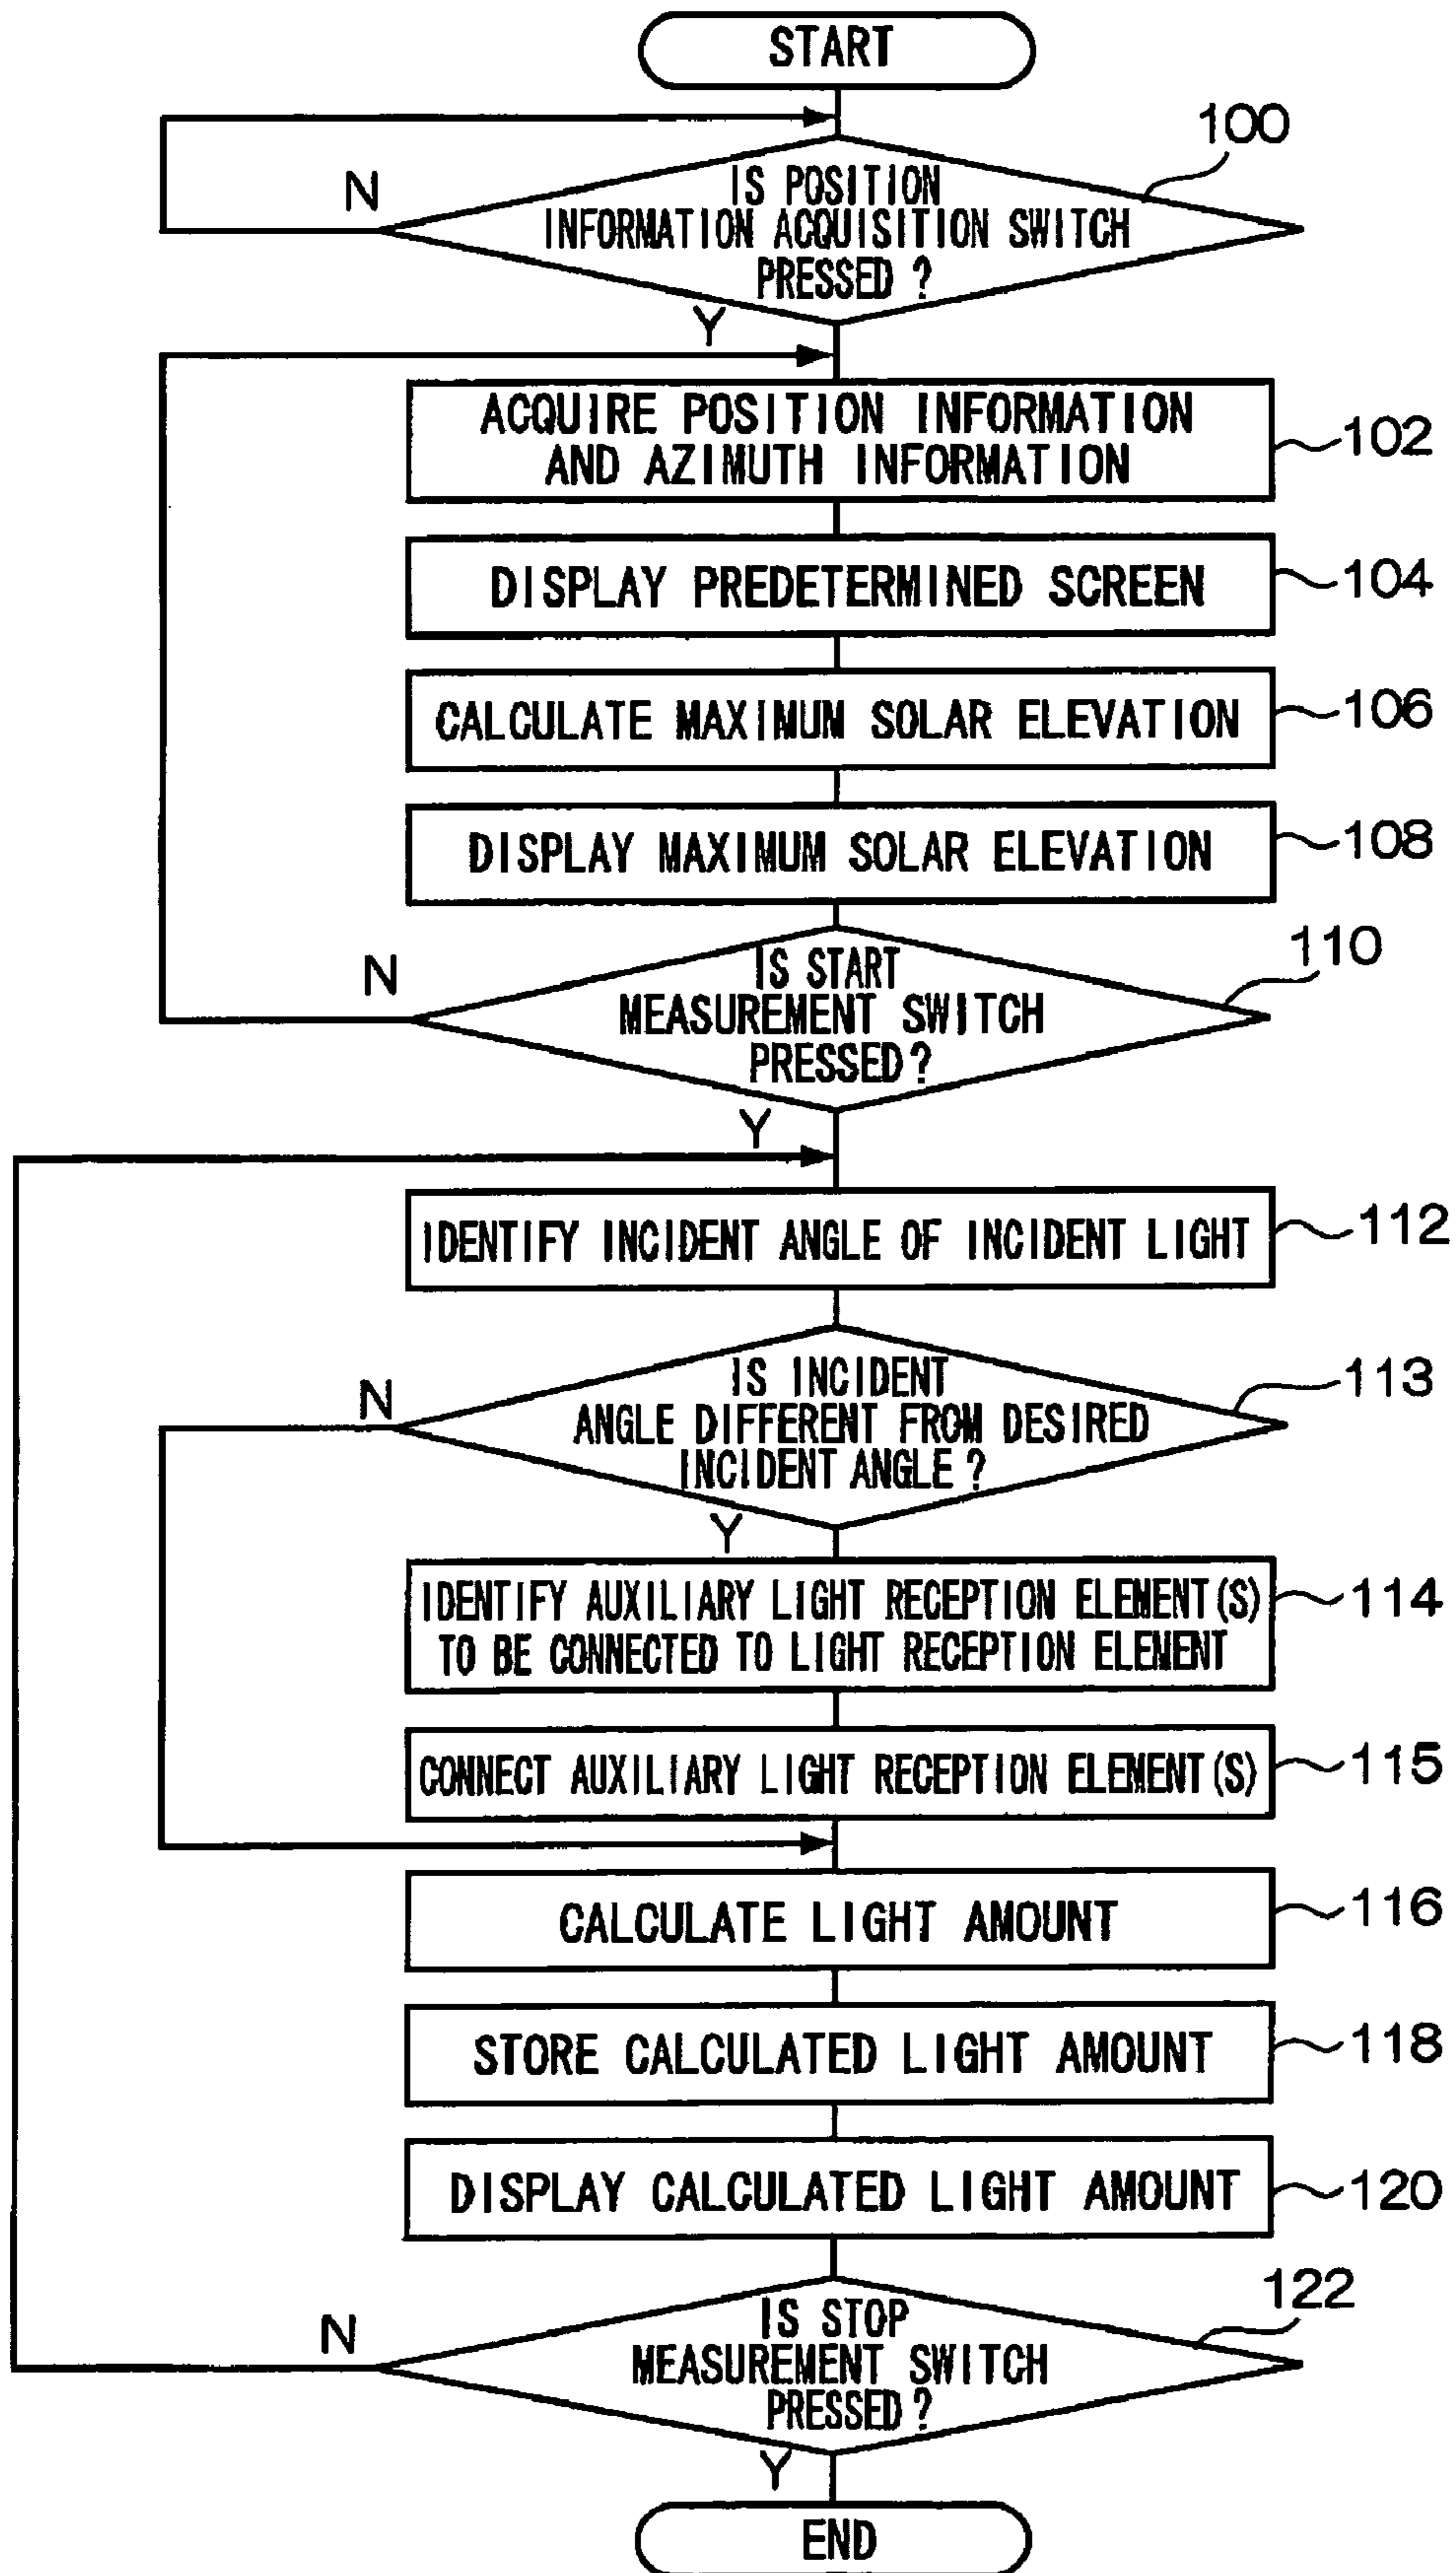 START
100
N
IS POSITION
INFORMATION ACQUISITION SWITCH
PRESSED ?
Y
ACQUIRE POSITION INFORMATION
AND AZIMUTH INFORMATION
102
DISPLAY PREDETERMINED SCREEN
104
CALCULATE MAXIMUN SOLAR ELEVATION
106
DISPLAY MAXIMUM SOLAR ELEVATION
108
110
N
IS START
MEASUREMENT SWITCH
PRESSED?
Y
IDENTIFY INCIDENT ANGLE OF INCIDENT LIGHT
112
N
IS INCIDENT
ANGLE DIFFERENT FROM DESIRED
INCIDENT ANGLE ?
113
Y
IDENTIFY AUXILIARY LIGHT RECEPTION ELEMENT(S)
TO BE CONNECTED TO LIGHT RECEPTION ELEMENT
114
CONNECT AUXILIARY LIGHT RECEPTION ELEMENT(S)
115
CALCULATE LIGHT AMOUNT
116
STORE CALCULATED LIGHT AMOUNT
118
DISPLAY CALCULATED LIGHT AMOUNT
120
122
N
IS STOP
MEASUREMENT SWITCH
PRESSED?
Y
END